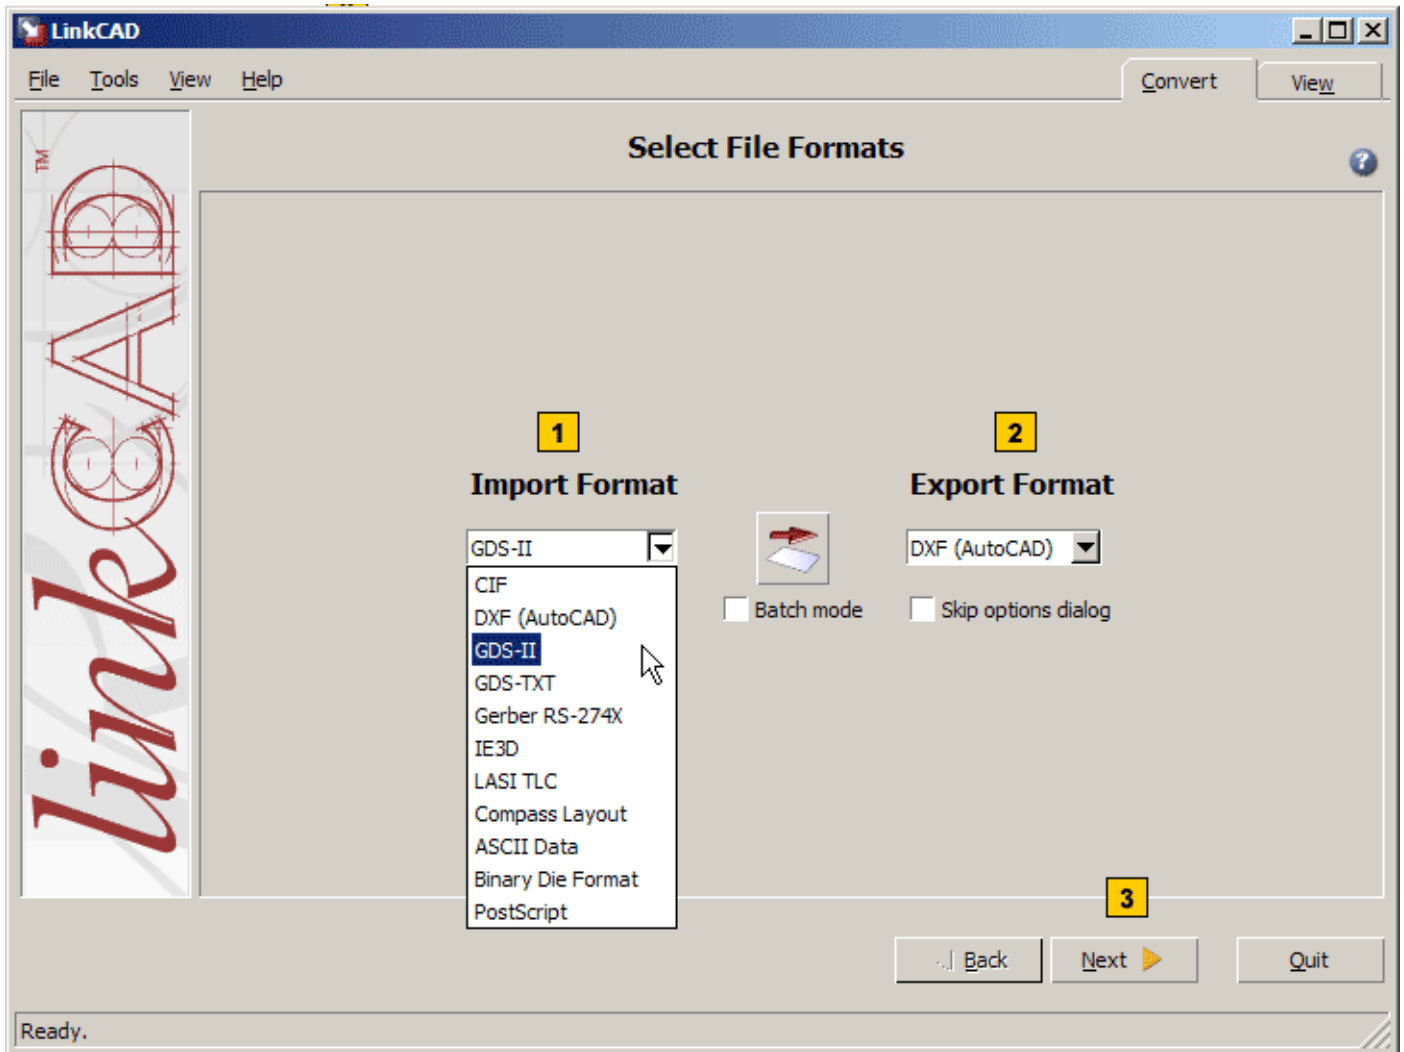 LinkCAD
File Tools View Help
Convert View
Select File Formats
linkCAD™
1
2
Import Format
Export Format
GDS-II
DXF (AutoCAD)
CIF
DXF (AutoCAD)
GDS-II
GDS-TXT
Gerber RS-274X
IE3D
LASI TLC
Compass Layout
ASCII Data
Binary Die Format
PostScript
Batch mode
Skip options dialog
3
Back
Next
Quit
Ready.